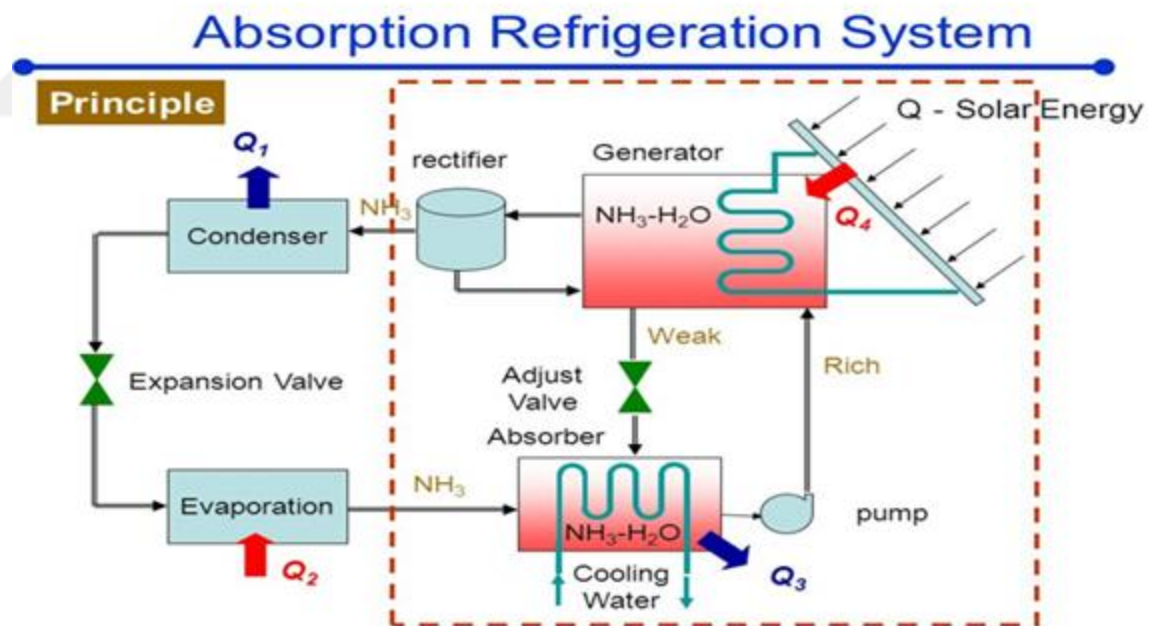 Absorption Refrigeration System
Principle
Q - Solar Energy
Q₁
rectifier
Generator
NH₃
Condenser
NH₃-H₂O
Q₄
Weak
Rich
Expansion Valve
Adjust
Valve
Absorber
NH₃
Evaporation
pump
NH₃-H₂O
Q₂
Cooling
Water
Q₃